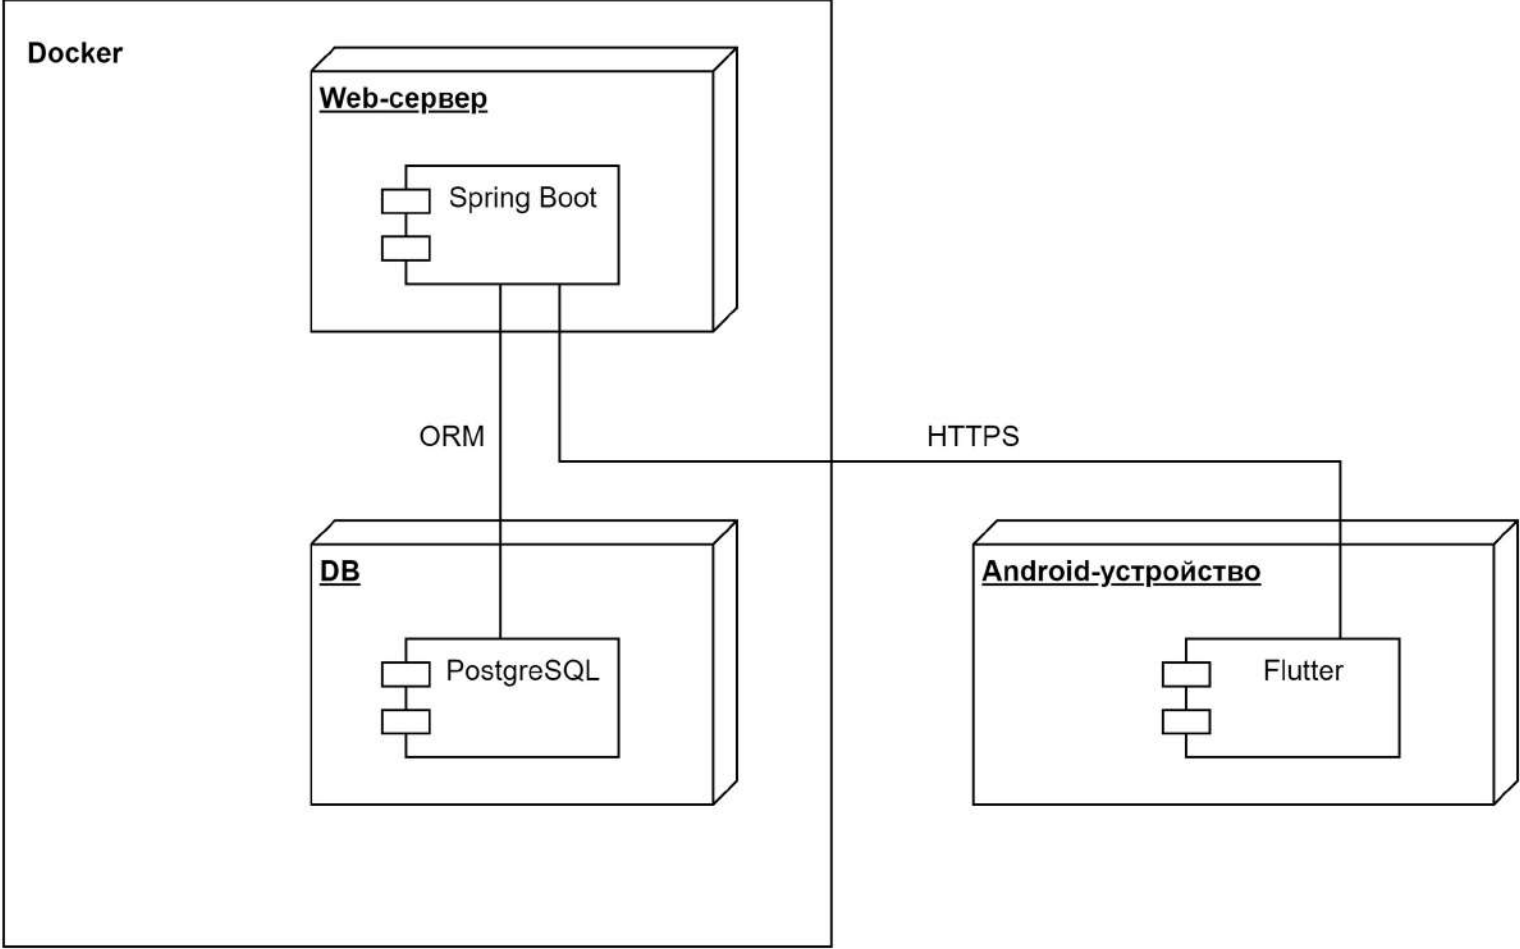 Docker
Web-сервер
Spring Boot
ORM
HTTPS
DB
PostgreSQL
Android-устройство
Flutter